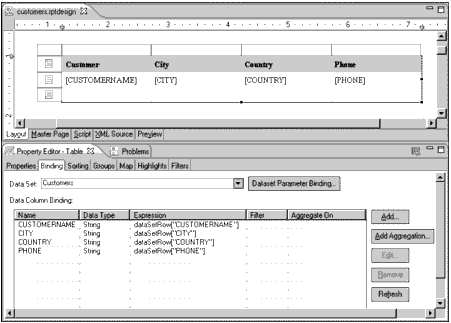 customers.rptdesign
1 2 3 4 5 6 7
Customer City Country Phone
[CUSTOMERNAME] [CITY] [COUNTRY] [PHONE]
Layout Master Page Script XML Source Preview
Property Editor - Table Problems
Properties Binding Sorting Groups Map Highlights Filters
Data Set: Customers Dataset Parameter Binding...
Data Column Binding:
Name Data Type Expression Filter Aggregate On
CUSTOMERNAME String dataSetRow["CUSTOMERNAME"]
CITY String dataSetRow["CITY"]
COUNTRY String dataSetRow["COUNTRY"]
PHONE String dataSetRow["PHONE"]
Add...
Add Aggregation...
Edit...
Remove
Refresh